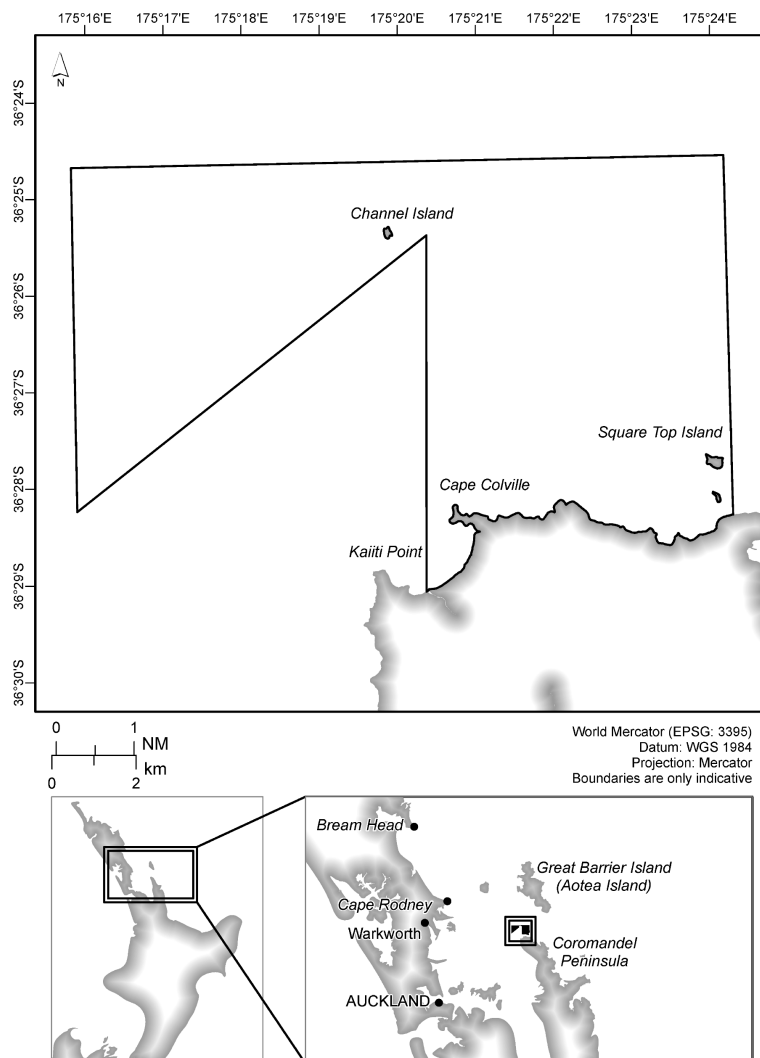 175°16'E 175°17'E 175°18'E 175°19'E 175°20'E 175°21'E 175°22'E 175°23'E 175°24'E
N
36°24'S
36°25'S
Channel Island
36°26'S
36°27'S
Square Top Island
36°28'S
Cape Colville
Kaiiti Point
36°29'S
36°30'S
0 1
NM
km
0 2
World Mercator (EPSG: 3395)
Datum: WGS 1984
Projection: Mercator
Boundaries are only indicative
Bream Head
Great Barrier Island
(Aotea Island)
Cape Rodney
Warkworth
Coromandel
Peninsula
AUCKLAND